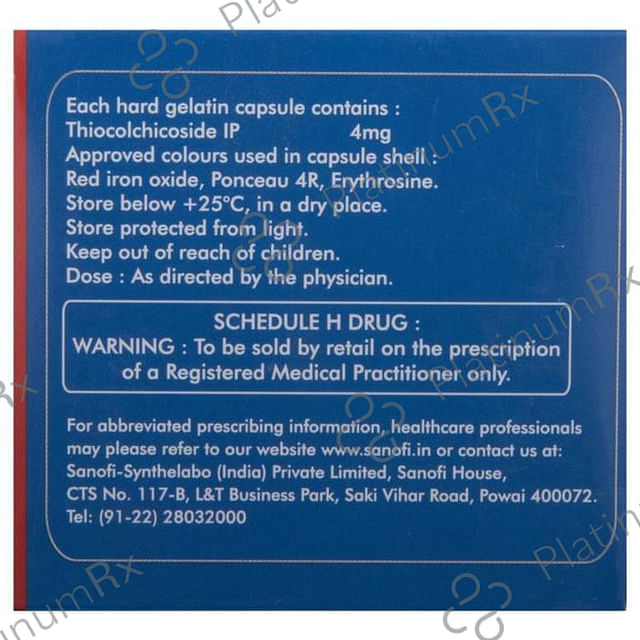 Each hard gelatin capsule contains :
Thiocolchicoside IP 4mg
Approved colours used in capsule shell :
Red iron oxide, Ponceau 4R, Erythrosine.
Store below +25°C, in a dry place.
Store protected from light.
Keep out of reach of children.
Dose : As directed by the physician.
SCHEDULE H DRUG :
WARNING : To be sold by retail on the prescription
of a Registered Medical Practitioner only.
For abbreviated prescribing information, healthcare professionals
may please refer to our website www.sanofi.in or contact us at:
Sanofi-Synthelabo (India) Private Limited, Sanofi House,
CTS No. 117-B, L&T Business Park, Saki Vihar Road, Powai 400072.
Tel: (91-22) 28032000
PlatinumRx
PlatinumRx
PlatinumRx
PlatinumRx
PlatinumRx